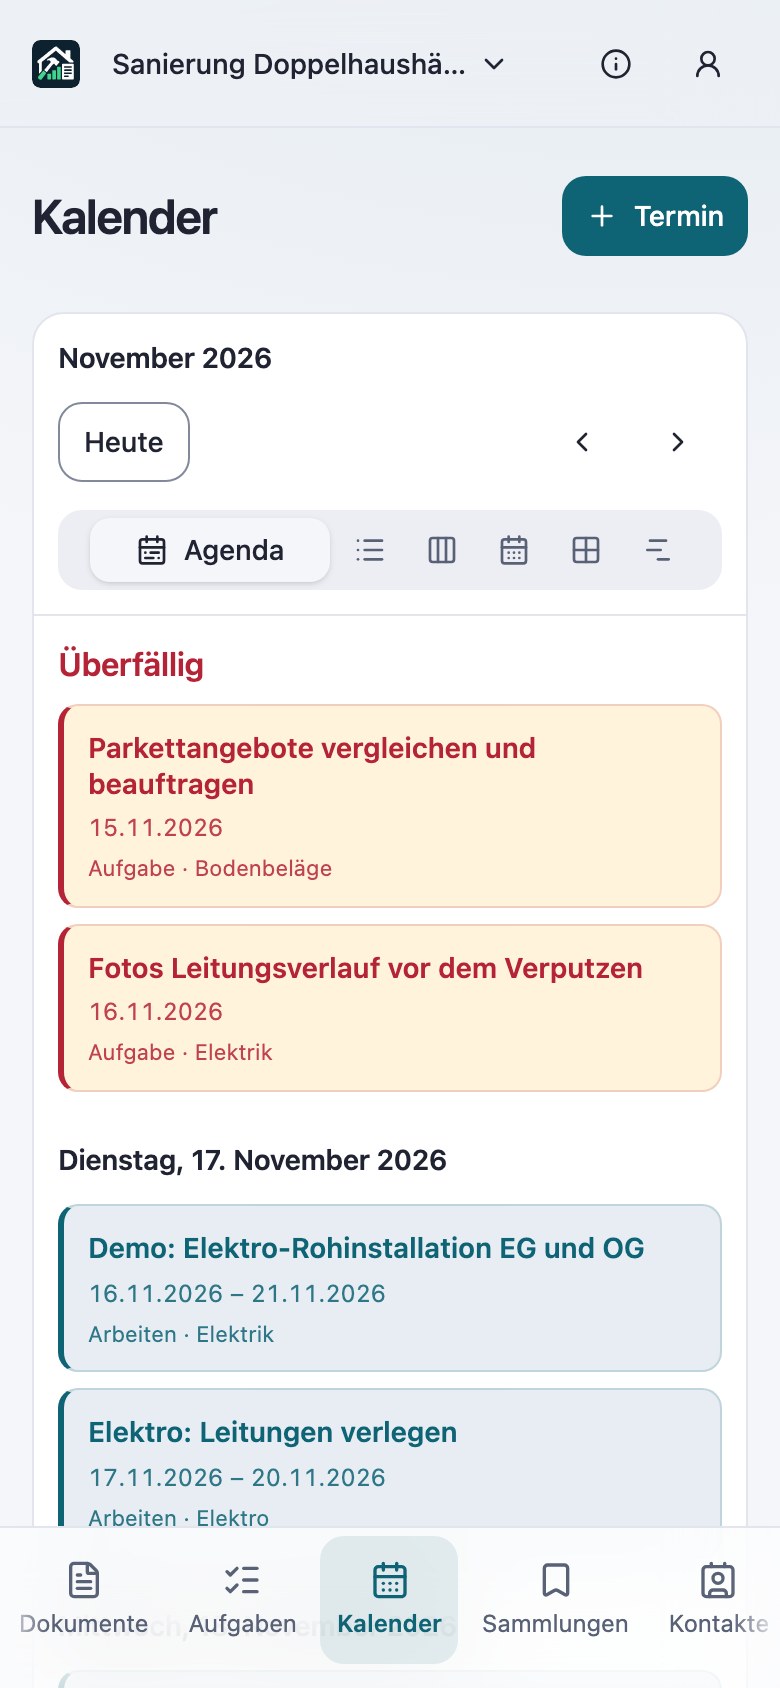 Sanierung Doppelhaushä...
Kalender
+ Termin
November 2026
Heute
Agenda
Überfällig
Parkettangebote vergleichen und
beauftragen
15.11.2026
Aufgabe · Bodenbeläge
Fotos Leitungsverlauf vor dem Verputzen
16.11.2026
Aufgabe · Elektrik
Dienstag, 17. November 2026
Demo: Elektro-Rohinstallation EG und OG
16.11.2026 – 21.11.2026
Arbeiten · Elektrik
Elektro: Leitungen verlegen
17.11.2026 – 20.11.2026
Arbeiten · Elektro
Dokumente
Aufgaben
Kalender
Sammlungen
Kontakte